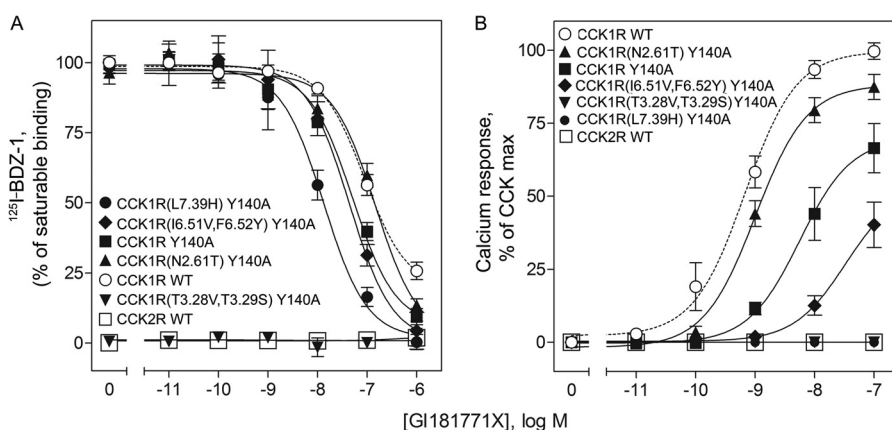 A
125I-BDZ-1,
(% of saturable binding)
100
75
50
25
0
CCK1R(L7.39H) Y140A
CCK1R(I6.51V,F6.52Y) Y140A
CCK1R Y140A
CCK1R(N2.61T) Y140A
CCK1R WT
CCK1R(T3.28V,T3.29S) Y140A
CCK2R WT
0 -11 -10 -9 -8 -7 -6
B
Calcium response,
% of CCK max
100
75
50
25
0
CCK1R WT
CCK1R(N2.61T) Y140A
CCK1R Y140A
CCK1R(I6.51V,F6.52Y) Y140A
CCK1R(T3.28V,T3.29S) Y140A
CCK1R(L7.39H) Y140A
CCK2R WT
0 -11 -10 -9 -8 -7
[GI181771X], log M